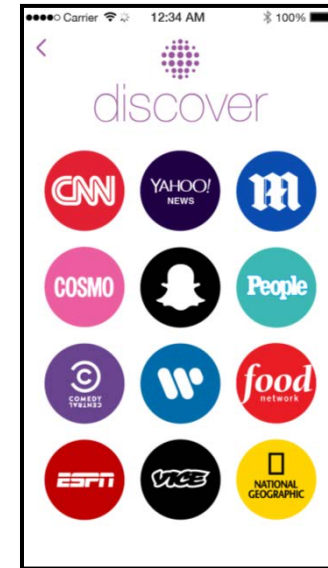 Carrier 12:34 AM 100%
discover
CNN
YAHOO!
NEWS
m
COSMO
People
COMEDY
CENTRAL
W
food
network
ESPN
VICE
NATIONAL
GEOGRAPHIC